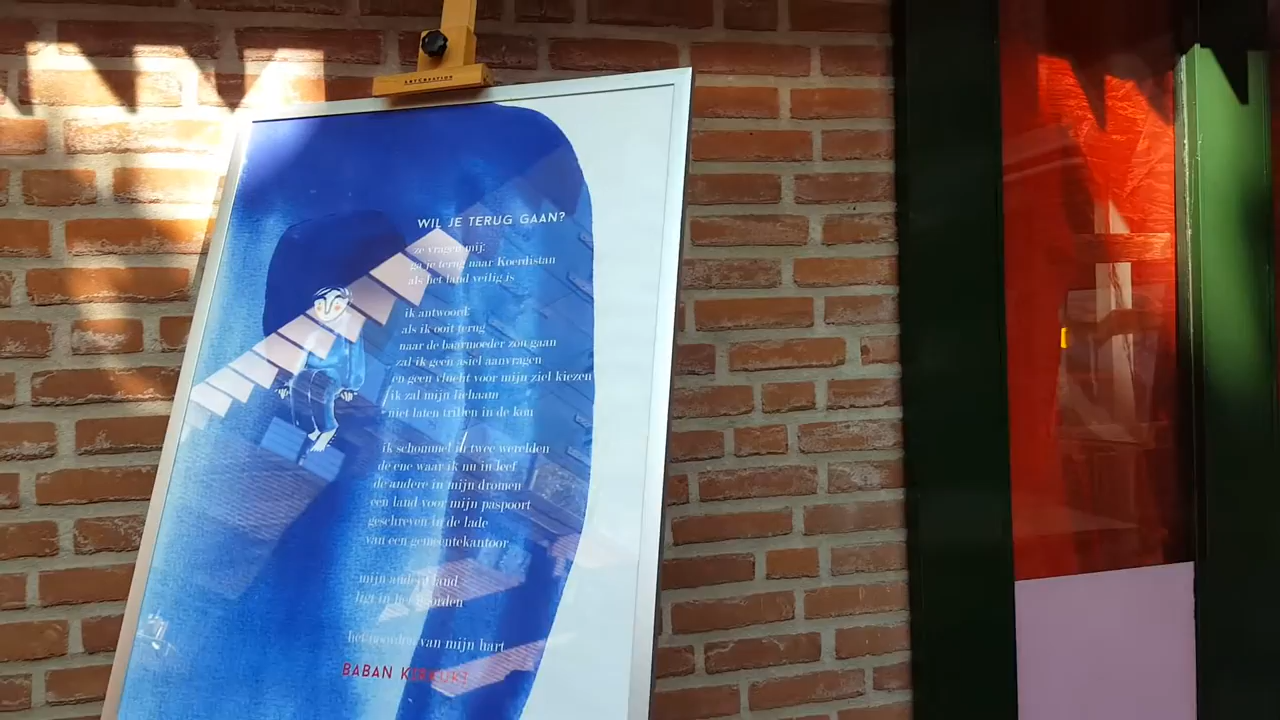 ARTCREATION
WIL JE TERUG GAAN?
ze vragen mij:
ga je terug naar Koerdistan
als het land veilig is
ik antwoord:
als ik ooit terug
naar de baarmoeder zou gaan
zal ik geen asiel aanvragen
en geen vlucht voor mijn ziel kiezen
ik zal mijn lichaam
niet laten trillen in de kou
ik schommel in twee werelden
de ene waar ik nu in leef
de andere in mijn dromen
een land voor mijn paspoort
geschreven in de lade
van een gemeentekantoor
mijn andere land
ligt in het noorden
het noorden van mijn hart
BABAN KIRKUKI